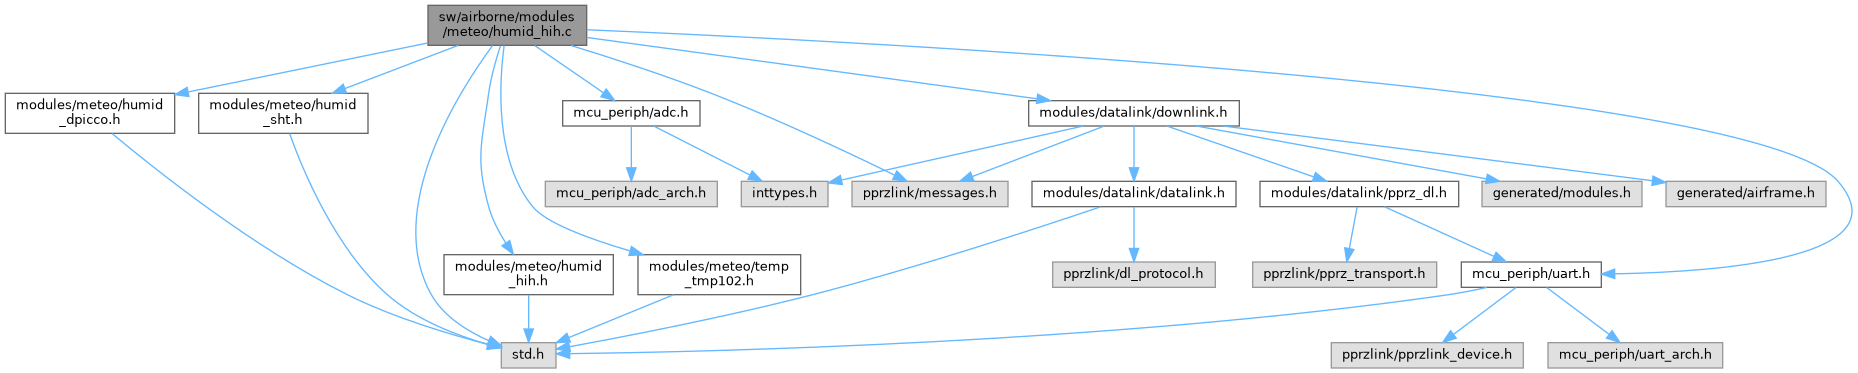 sw/airborne/modules
/meteo/humid_hih.c
modules/meteo/humid
_dpicco.h
modules/meteo/humid
_sht.h
mcu_periph/adc.h
modules/datalink/downlink.h
mcu_periph/adc_arch.h
inttypes.h
pprzlink/messages.h
modules/datalink/datalink.h
modules/datalink/pprz_dl.h
generated/modules.h
generated/airframe.h
modules/meteo/humid
_hih.h
modules/meteo/temp
_tmp102.h
pprzlink/dl_protocol.h
pprzlink/pprz_transport.h
mcu_periph/uart.h
std.h
pprzlink/pprzlink_device.h
mcu_periph/uart_arch.h